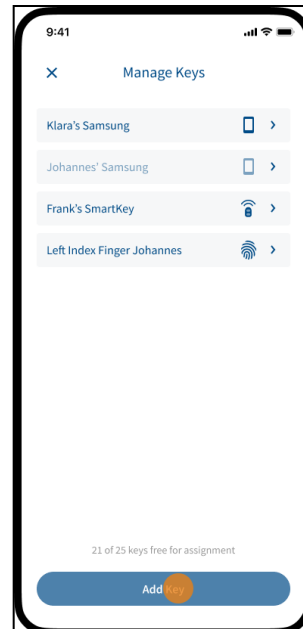 9:41
Manage Keys
Klara's Samsung
Johannes' Samsung
Frank's SmartKey
Left Index Finger Johannes
21 of 25 keys free for assignment
Add Key